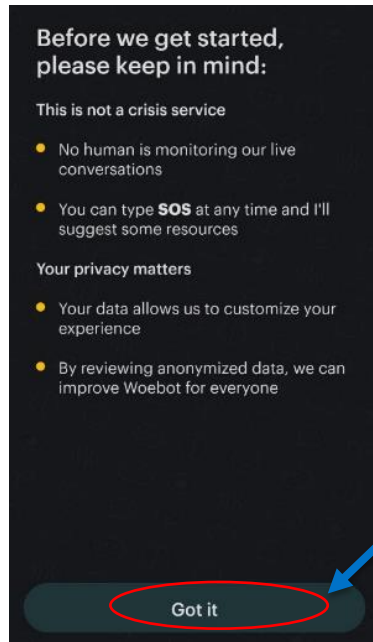 Before we get started,
please keep in mind:
This is not a crisis service
No human is monitoring our live
conversations
You can type SOS at any time and I'll
suggest some resources
Your privacy matters
Your data allows us to customize your
experience
By reviewing anonymized data, we can
improve Woebot for everyone
Got it